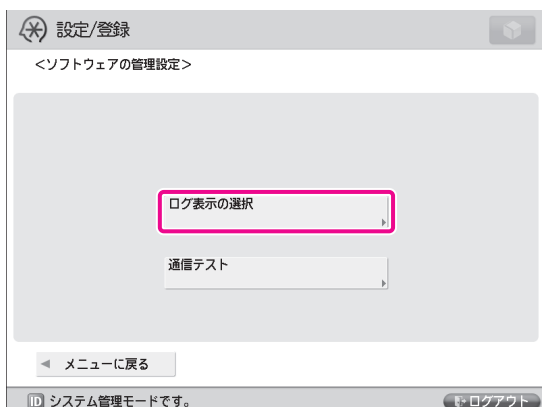 設定/登録
<ソフトウェアの管理設定>
ログ表示の選択
通信テスト
メニューに戻る
ID システム管理モードです。
ログアウト